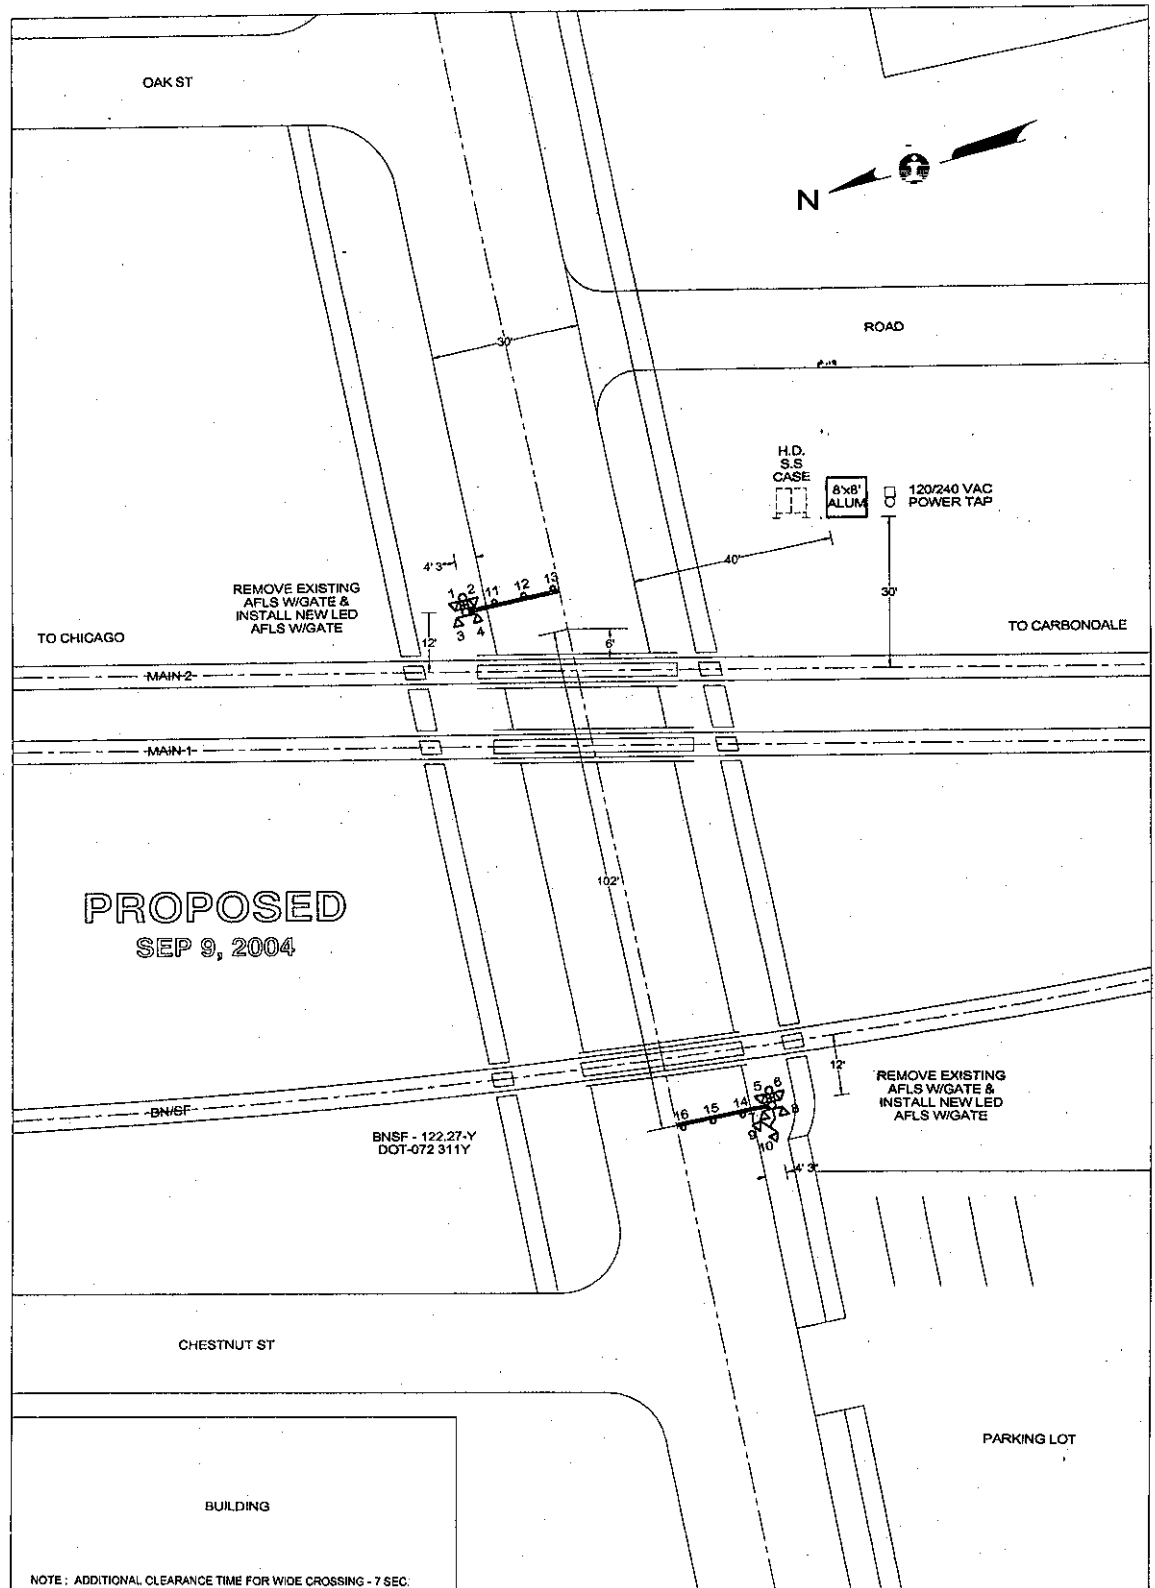 OAK ST
N
ROAD
30'
H.D.
S.S
CASE
8'x8'
ALUM
120/240 VAC
POWER TAP
40'
30'
4' 3"
1 2 11 12 13
3 4
REMOVE EXISTING
AFLS W/GATE &
INSTALL NEW LED
AFLS W/GATE
12'
6'
TO CHICAGO
TO CARBONDALE
MAIN 2
MAIN 1
102'
PROPOSED
SEP 9, 2004
BN/SF
BNSF - 122.27-Y
DOT-072 311Y
12'
REMOVE EXISTING
AFLS W/GATE &
INSTALL NEW LED
AFLS W/GATE
5 6
16 15 14 7 8
9
10
4' 3"
CHESTNUT ST
PARKING LOT
BUILDING
NOTE : ADDITIONAL CLEARANCE TIME FOR WIDE CROSSING - 7 SEC.